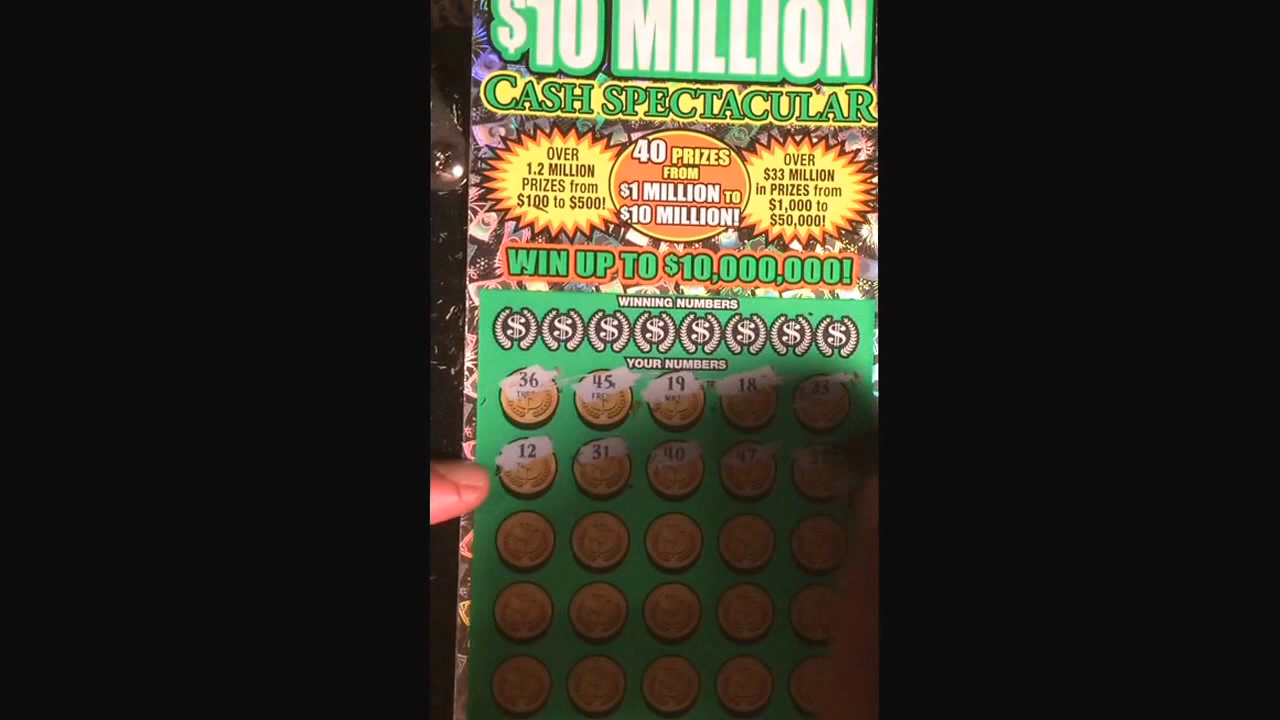 $10 MILLION
CASH SPECTACULAR
OVER
1.2 MILLION
PRIZES from
$100 to $500!
40 PRIZES
FROM
$1 MILLION TO
$10 MILLION!
OVER
$33 MILLION
in PRIZES from
$1,000 to
$50,000!
WIN UP TO $10,000,000!
WINNING NUMBERS
$ $ $ $ $ $ $ $
YOUR NUMBERS
36 45 19 18 33
12 31 40 47